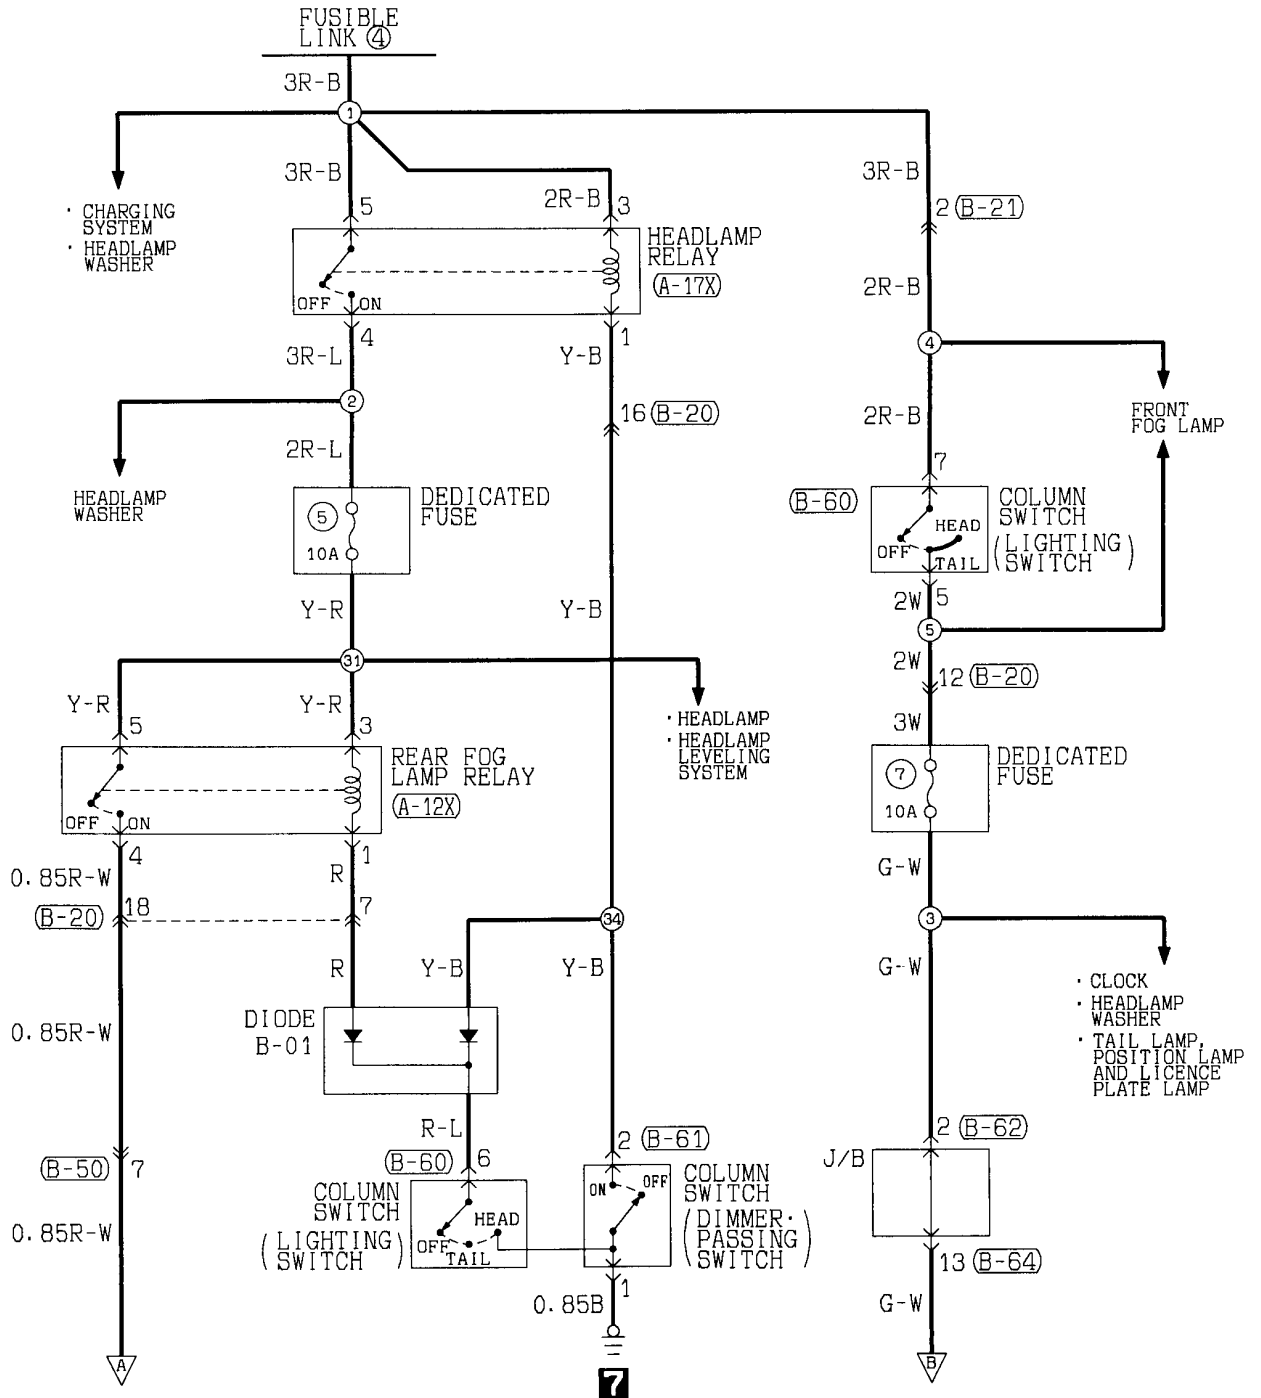 FUSIBLE
LINK ④
3R-B
1
3R-B
5
2R-B
3
3R-B
2 (B-21)
· CHARGING
SYSTEM
· HEADLAMP
WASHER
HEADLAMP
RELAY
(A-17X)
OFF
ON
2R-B
4
1
3R-L
Y-B
4
2
16 (B-20)
2R-B
FRONT
FOG LAMP
2R-L
7
HEADLAMP
WASHER
5
10A
DEDICATED
FUSE
(B-60)
HEAD
OFF
TAIL
COLUMN
SWITCH
(LIGHTING
SWITCH)
Y-R
Y-B
2W
5
5
2W
12 (B-20)
31
Y-R
5
Y-R
3
· HEADLAMP
· HEADLAMP
LEVELING
SYSTEM
3W
REAR FOG
LAMP RELAY
(A-12X)
OFF
ON
7
10A
DEDICATED
FUSE
4
1
0.85R-W
R
G-W
(B-20)
18
7
34
3
R
Y-B
Y-B
G-W
· CLOCK
· HEADLAMP
WASHER
· TAIL LAMP,
POSITION LAMP
AND LICENCE
PLATE LAMP
DIODE
B-01
0.85R-W
R-L
2 (B-61)
2 (B-62)
(B-50)
7
(B-60)
6
J/B
COLUMN
SWITCH
(LIGHTING
SWITCH)
HEAD
OFF
TAIL
ON
OFF
COLUMN
SWITCH
(DIMMER·
PASSING
SWITCH)
0.85R-W
13 (B-64)
1
0.85B
G-W
A
7
B